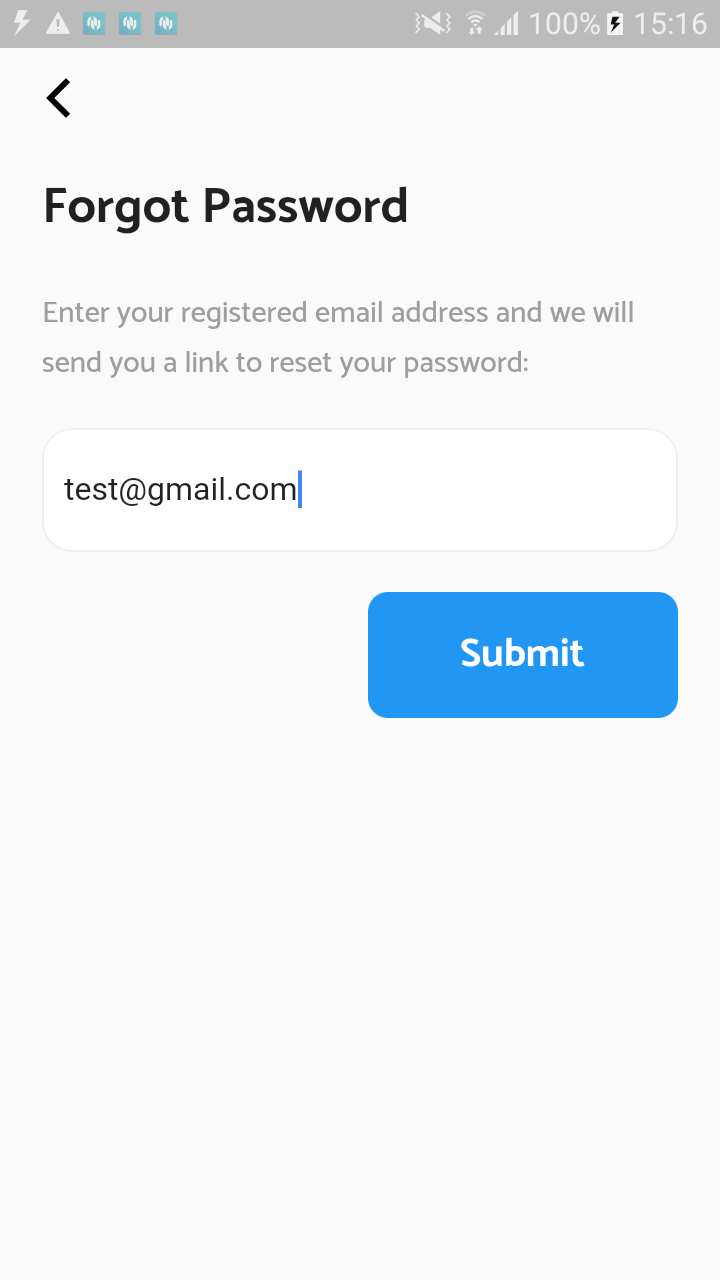 100% 15:16
Forgot Password
Enter your registered email address and we will
send you a link to reset your password:
test@gmail.com
Submit